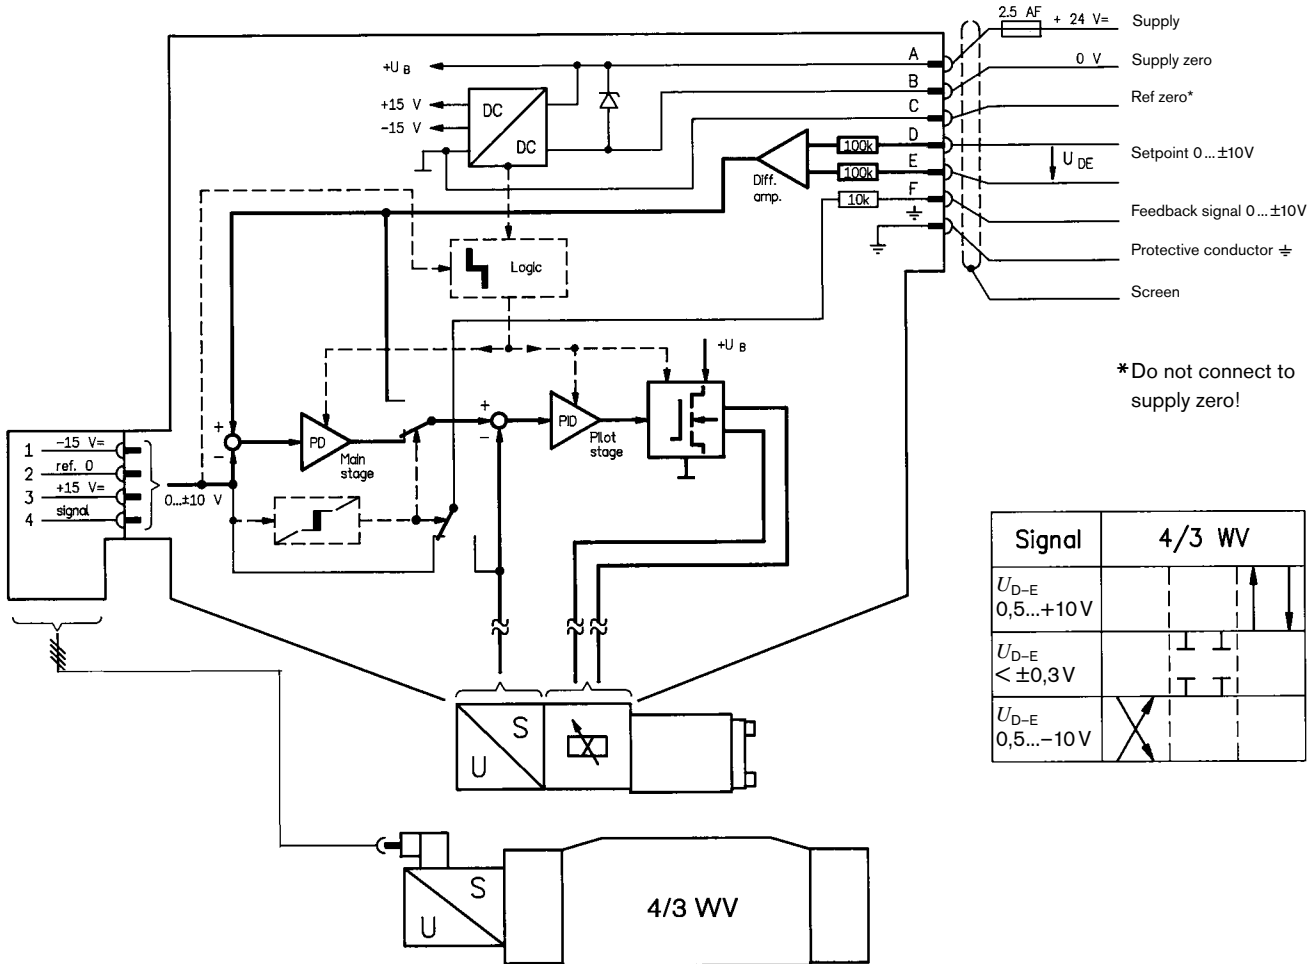 2.5 AF
+ 24 V=
Supply
A
0 V
Supply zero
+U B
B
Ref zero*
+15 V
DC
C
-15 V
DC
D
100k
Setpoint 0...±10V
U DE
E
100k
Diff.
amp.
F
10k
Feedback signal 0...±10V
Protective conductor
Logic
Screen
+U B
*Do not connect to
supply zero!
+
-
PD
Main
stage
+
-
PID
Pilot
stage
1 -15 V=
2 ref. 0
3 +15 V=
4 signal
0...±10 V
Signal 4/3 WV
UD-E
0,5...+10V
UD-E
< ±0,3V
UD-E
0,5...-10V
S
U
S
U
4/3 WV